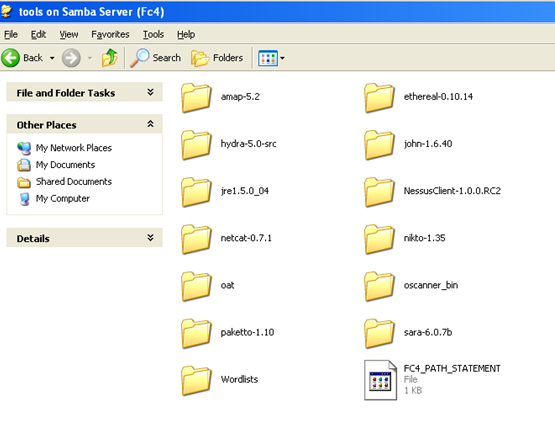 tools on Samba Server (Fc4)
File Edit View Favorites Tools Help
Back Search Folders
File and Folder Tasks
Other Places
My Network Places
My Documents
Shared Documents
My Computer
Details
amap-5.2 ethereal-0.10.14
hydra-5.0-src john-1.6.40
jre1.5.0_04 NessusClient-1.0.0.RC2
netcat-0.7.1 nikto-1.35
oat oscanner_bin
paketto-1.10 sara-6.0.7b
Wordlists FC4_PATH_STATEMENT
File
1 KB